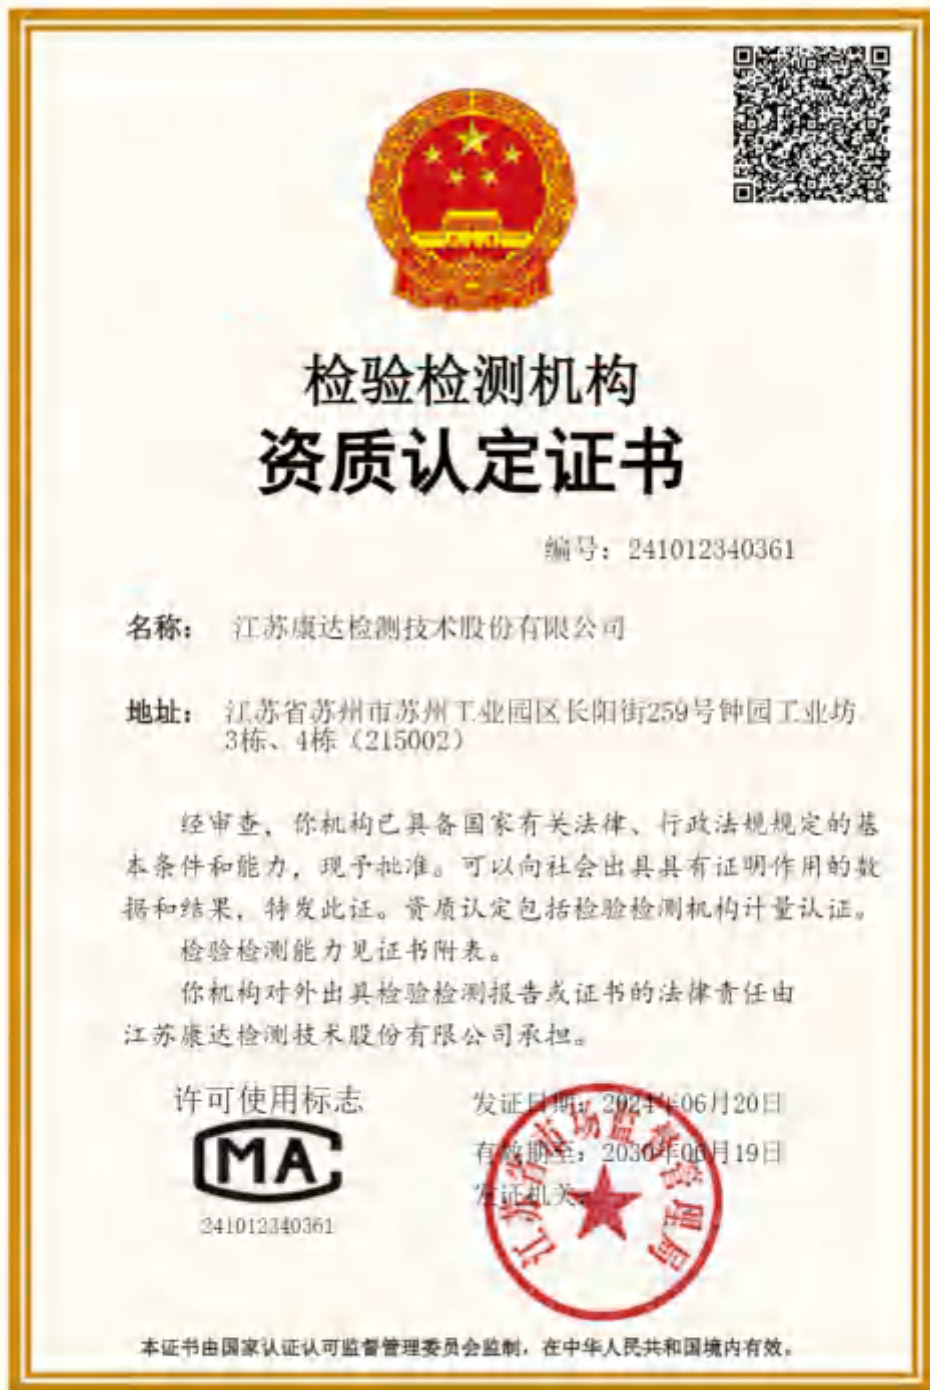 检验检测机构
资质认定证书
编号：241012340361
名称：江苏康达检测技术股份有限公司
地址：江苏省苏州市苏州工业园区长阳街259号钟园工业坊
3栋、4栋（215002）
经审查，你机构已具备国家有关法律、行政法规规定的基
本条件和能力，现予批准。可以向社会出具具有证明作用的数
据和结果，特发此证。资质认定包括检验检测机构计量认证。
检验检测能力见证书附表。
你机构对外出具检验检测报告或证书的法律责任由
江苏康达检测技术股份有限公司承担。
许可使用标志
MA
241012340361
发证日期：2024年06月20日
有效期至：2030年06月19日
发证机关：
江苏省市场监督管理局
本证书由国家认证认可监督管理委员会监制，在中华人民共和国境内有效。